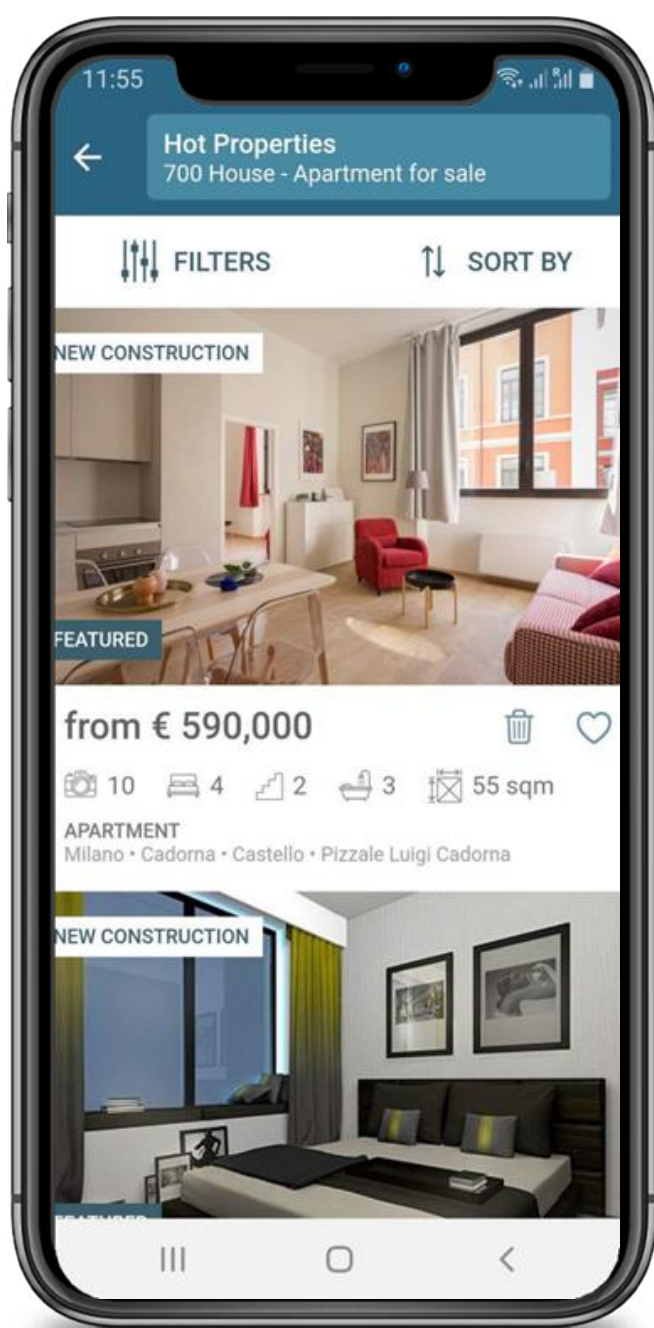 11:55
Hot Properties
700 House - Apartment for sale
FILTERS
SORT BY
NEW CONSTRUCTION
FEATURED
from € 590,000
10 4 2 3 55 sqm
APARTMENT
Milano • Cadorna • Castello • Pizzale Luigi Cadorna
NEW CONSTRUCTION
FEATURED